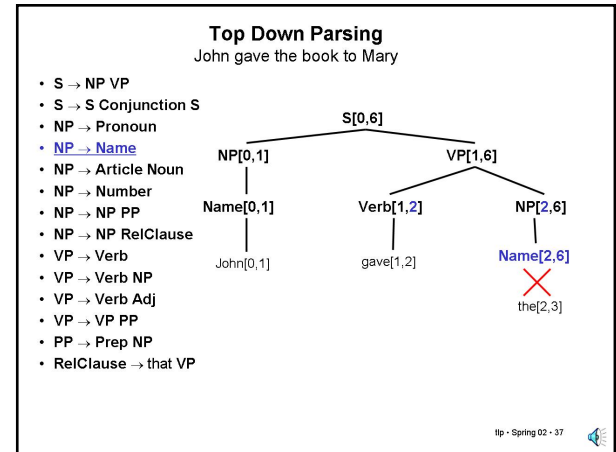 Top Down Parsing
John gave the book to Mary
• S → NP VP
• S → S Conjunction S
• NP → Pronoun
• NP → Name
• NP → Article Noun
• NP → Number
• NP → NP PP
• NP → NP RelClause
• VP → Verb
• VP → Verb NP
• VP → Verb Adj
• VP → VP PP
• PP → Prep NP
• RelClause → that VP
S[0,6]
NP[0,1] VP[1,6]
Name[0,1] Verb[1,2] NP[2,6]
John[0,1] gave[1,2] Name[2,6]
the[2,3]
tlp • Spring 02 • 37